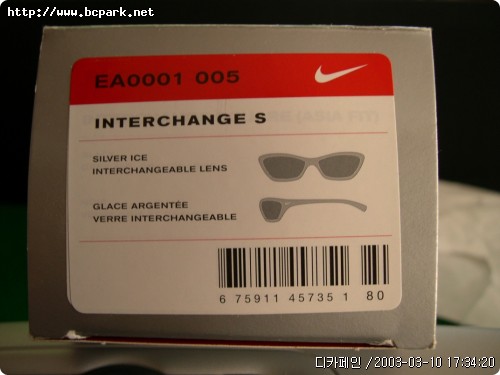 http://www.bcpark.net
EA0001 005
INTERCHANGE S
SILVER ICE
INTERCHANGEABLE LENS
GLACE ARGENTÉE
VERRE INTERCHANGEABLE
6 75911 45735 1 80
디카페인 /2003-03-10 17:34:20